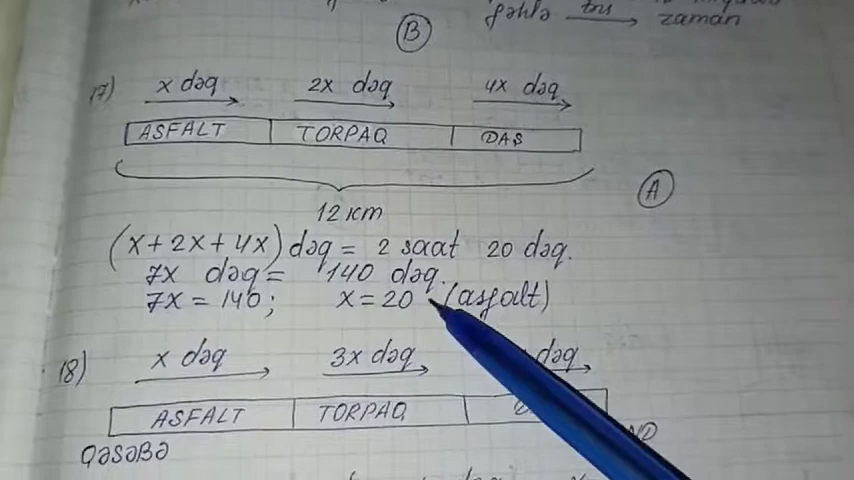 fəhlə → zaman
B
17) x dəq 2x dəq 4x dəq
ASFALT TORPAQ DAŞ
12 km
A
(x + 2x + 4x) dəq = 2 saat 20 dəq.
7x dəq = 140 dəq.
7x = 140; x = 20 (asfalt)
18) x dəq 3x dəq dəq
ASFALT TORPAQ
QƏSƏBƏ